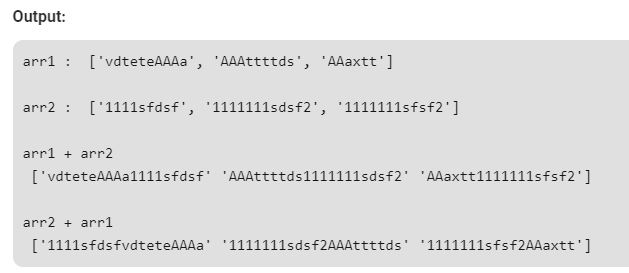 Output:
arr1 :  ['vdteteAAAa', 'AAAttttds', 'AAaxtt']
arr2 :  ['1111sfdsf', '1111111sdsf2', '1111111sfsf2']
arr1 + arr2
['vdteteAAAa1111sfdsf' 'AAAttttds1111111sdsf2' 'AAaxtt1111111sfsf2']
arr2 + arr1
['1111sfdsfvdteteAAAa' '1111111sdsf2AAAttttds' '1111111sfsf2AAaxtt']